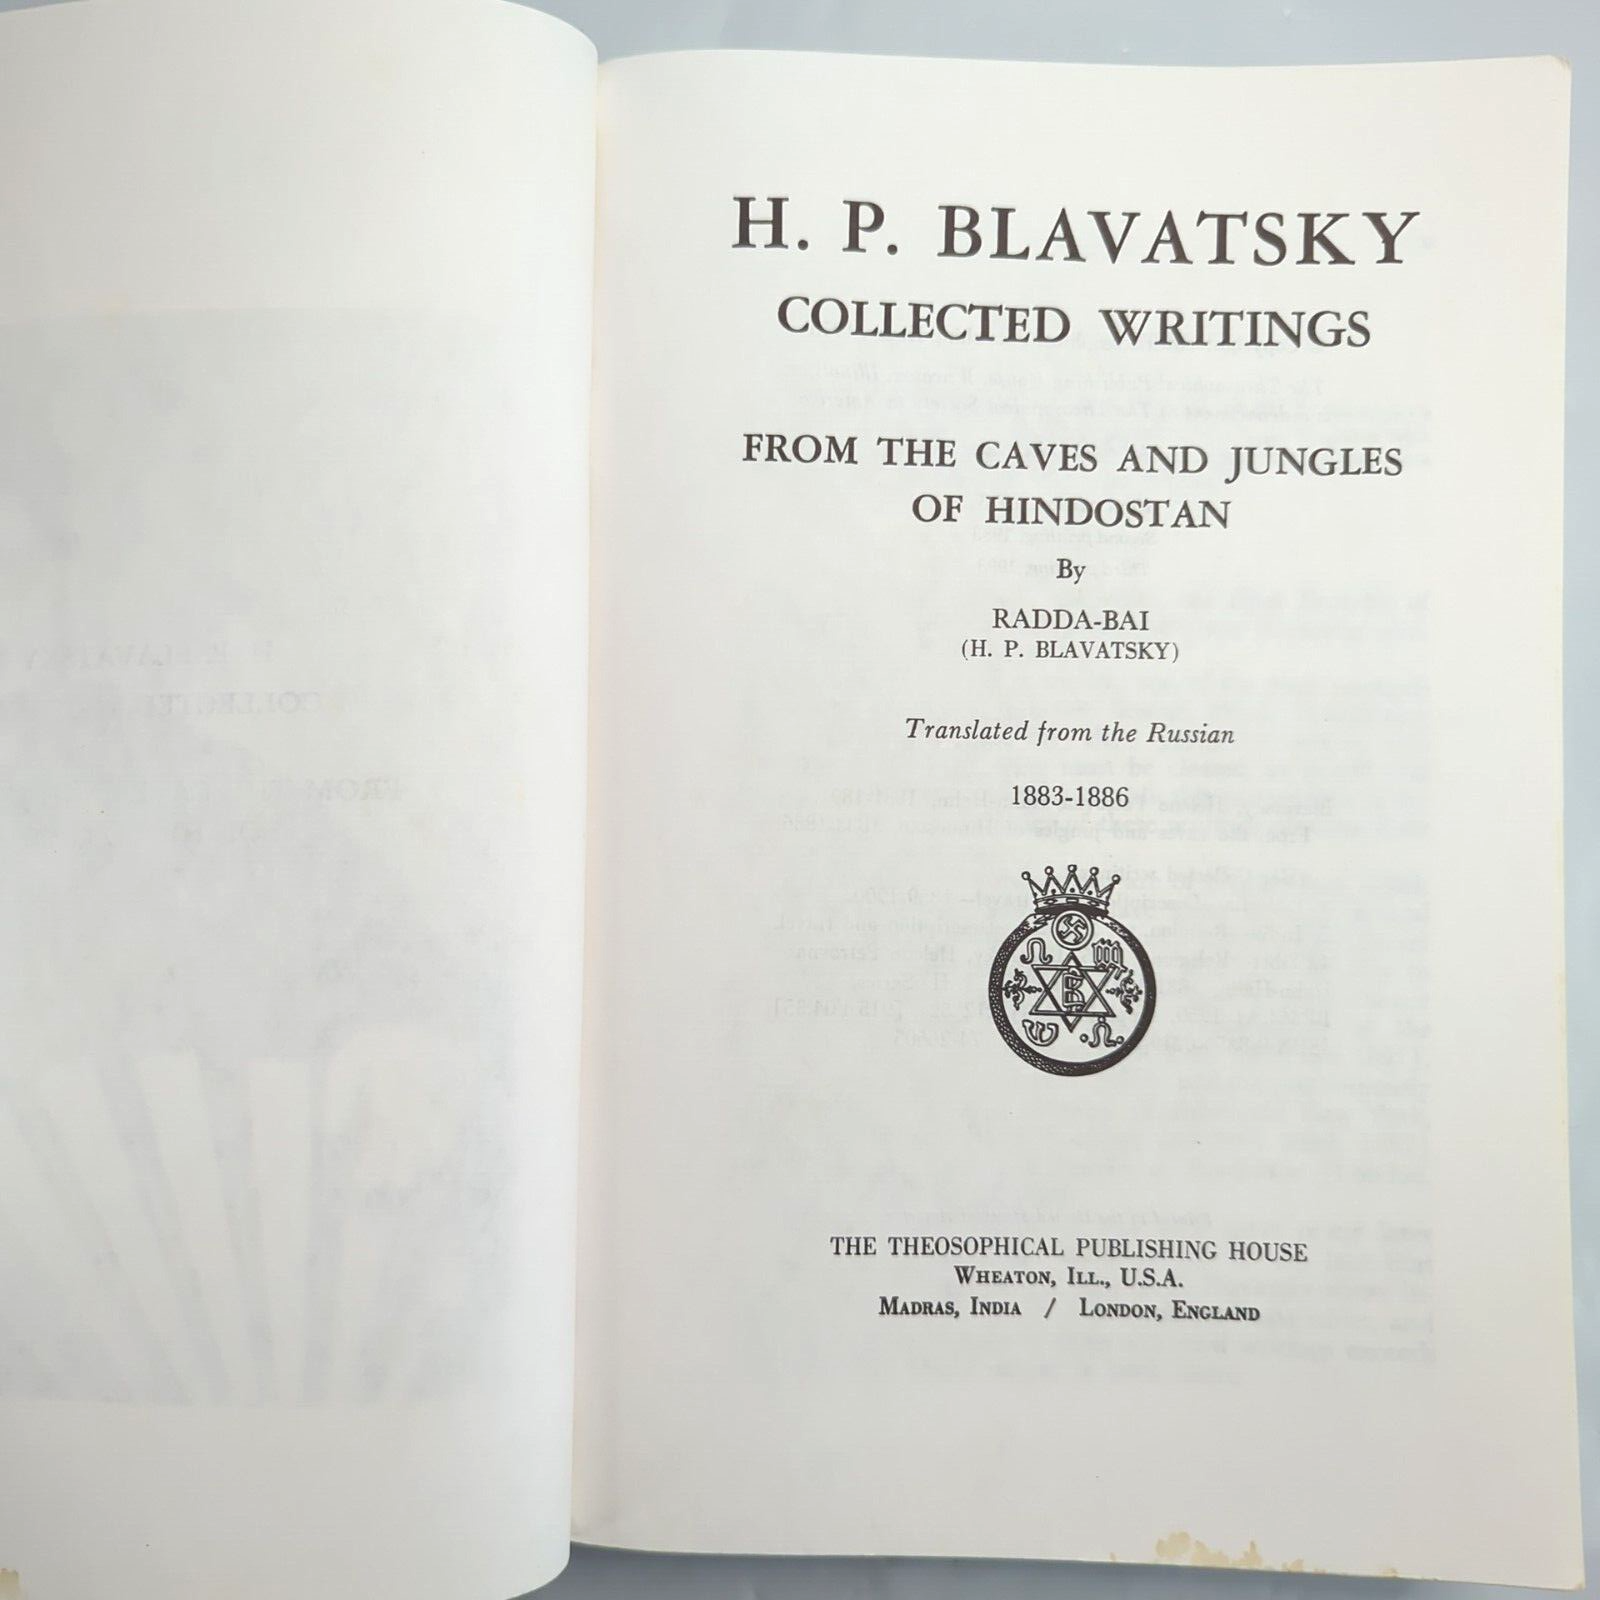 H. P. BLAVATSKY
COLLECTED WRITINGS
FROM THE CAVES AND JUNGLES
OF HINDOSTAN
By
RADDA-BAI
(H. P. BLAVATSKY)
Translated from the Russian
1883-1886
THE THEOSOPHICAL PUBLISHING HOUSE
WHEATON, ILL., U.S.A.
MADRAS, INDIA / LONDON, ENGLAND